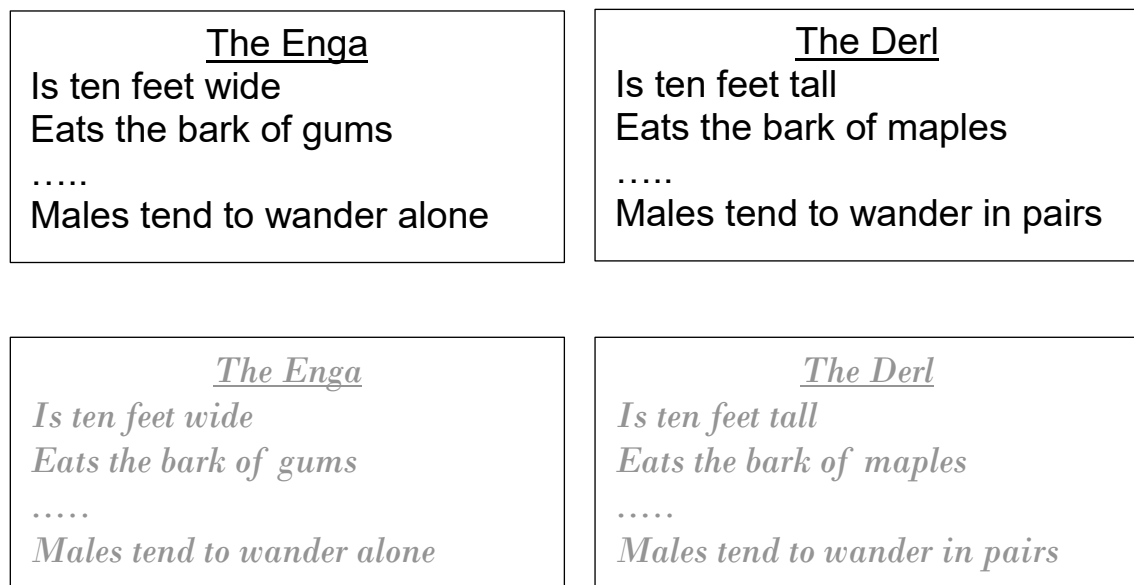 The Enga
Is ten feet wide
Eats the bark of gums
…..
Males tend to wander alone
The Derl
Is ten feet tall
Eats the bark of maples
…..
Males tend to wander in pairs
The Enga
Is ten feet wide
Eats the bark of gums
…..
Males tend to wander alone
The Derl
Is ten feet tall
Eats the bark of maples
…..
Males tend to wander in pairs